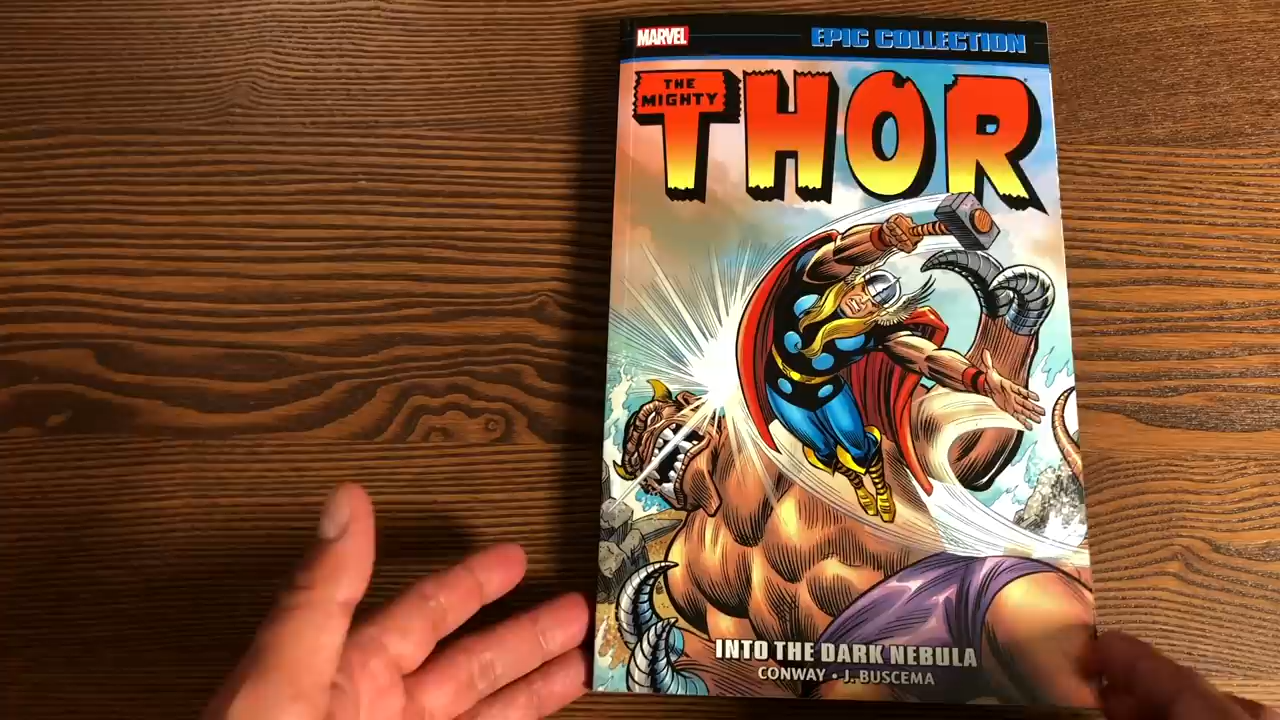 MARVEL EPIC COLLECTION
THE
MIGHTY
THOR
INTO THE DARK NEBULA
CONWAY • J. BUSCEMA